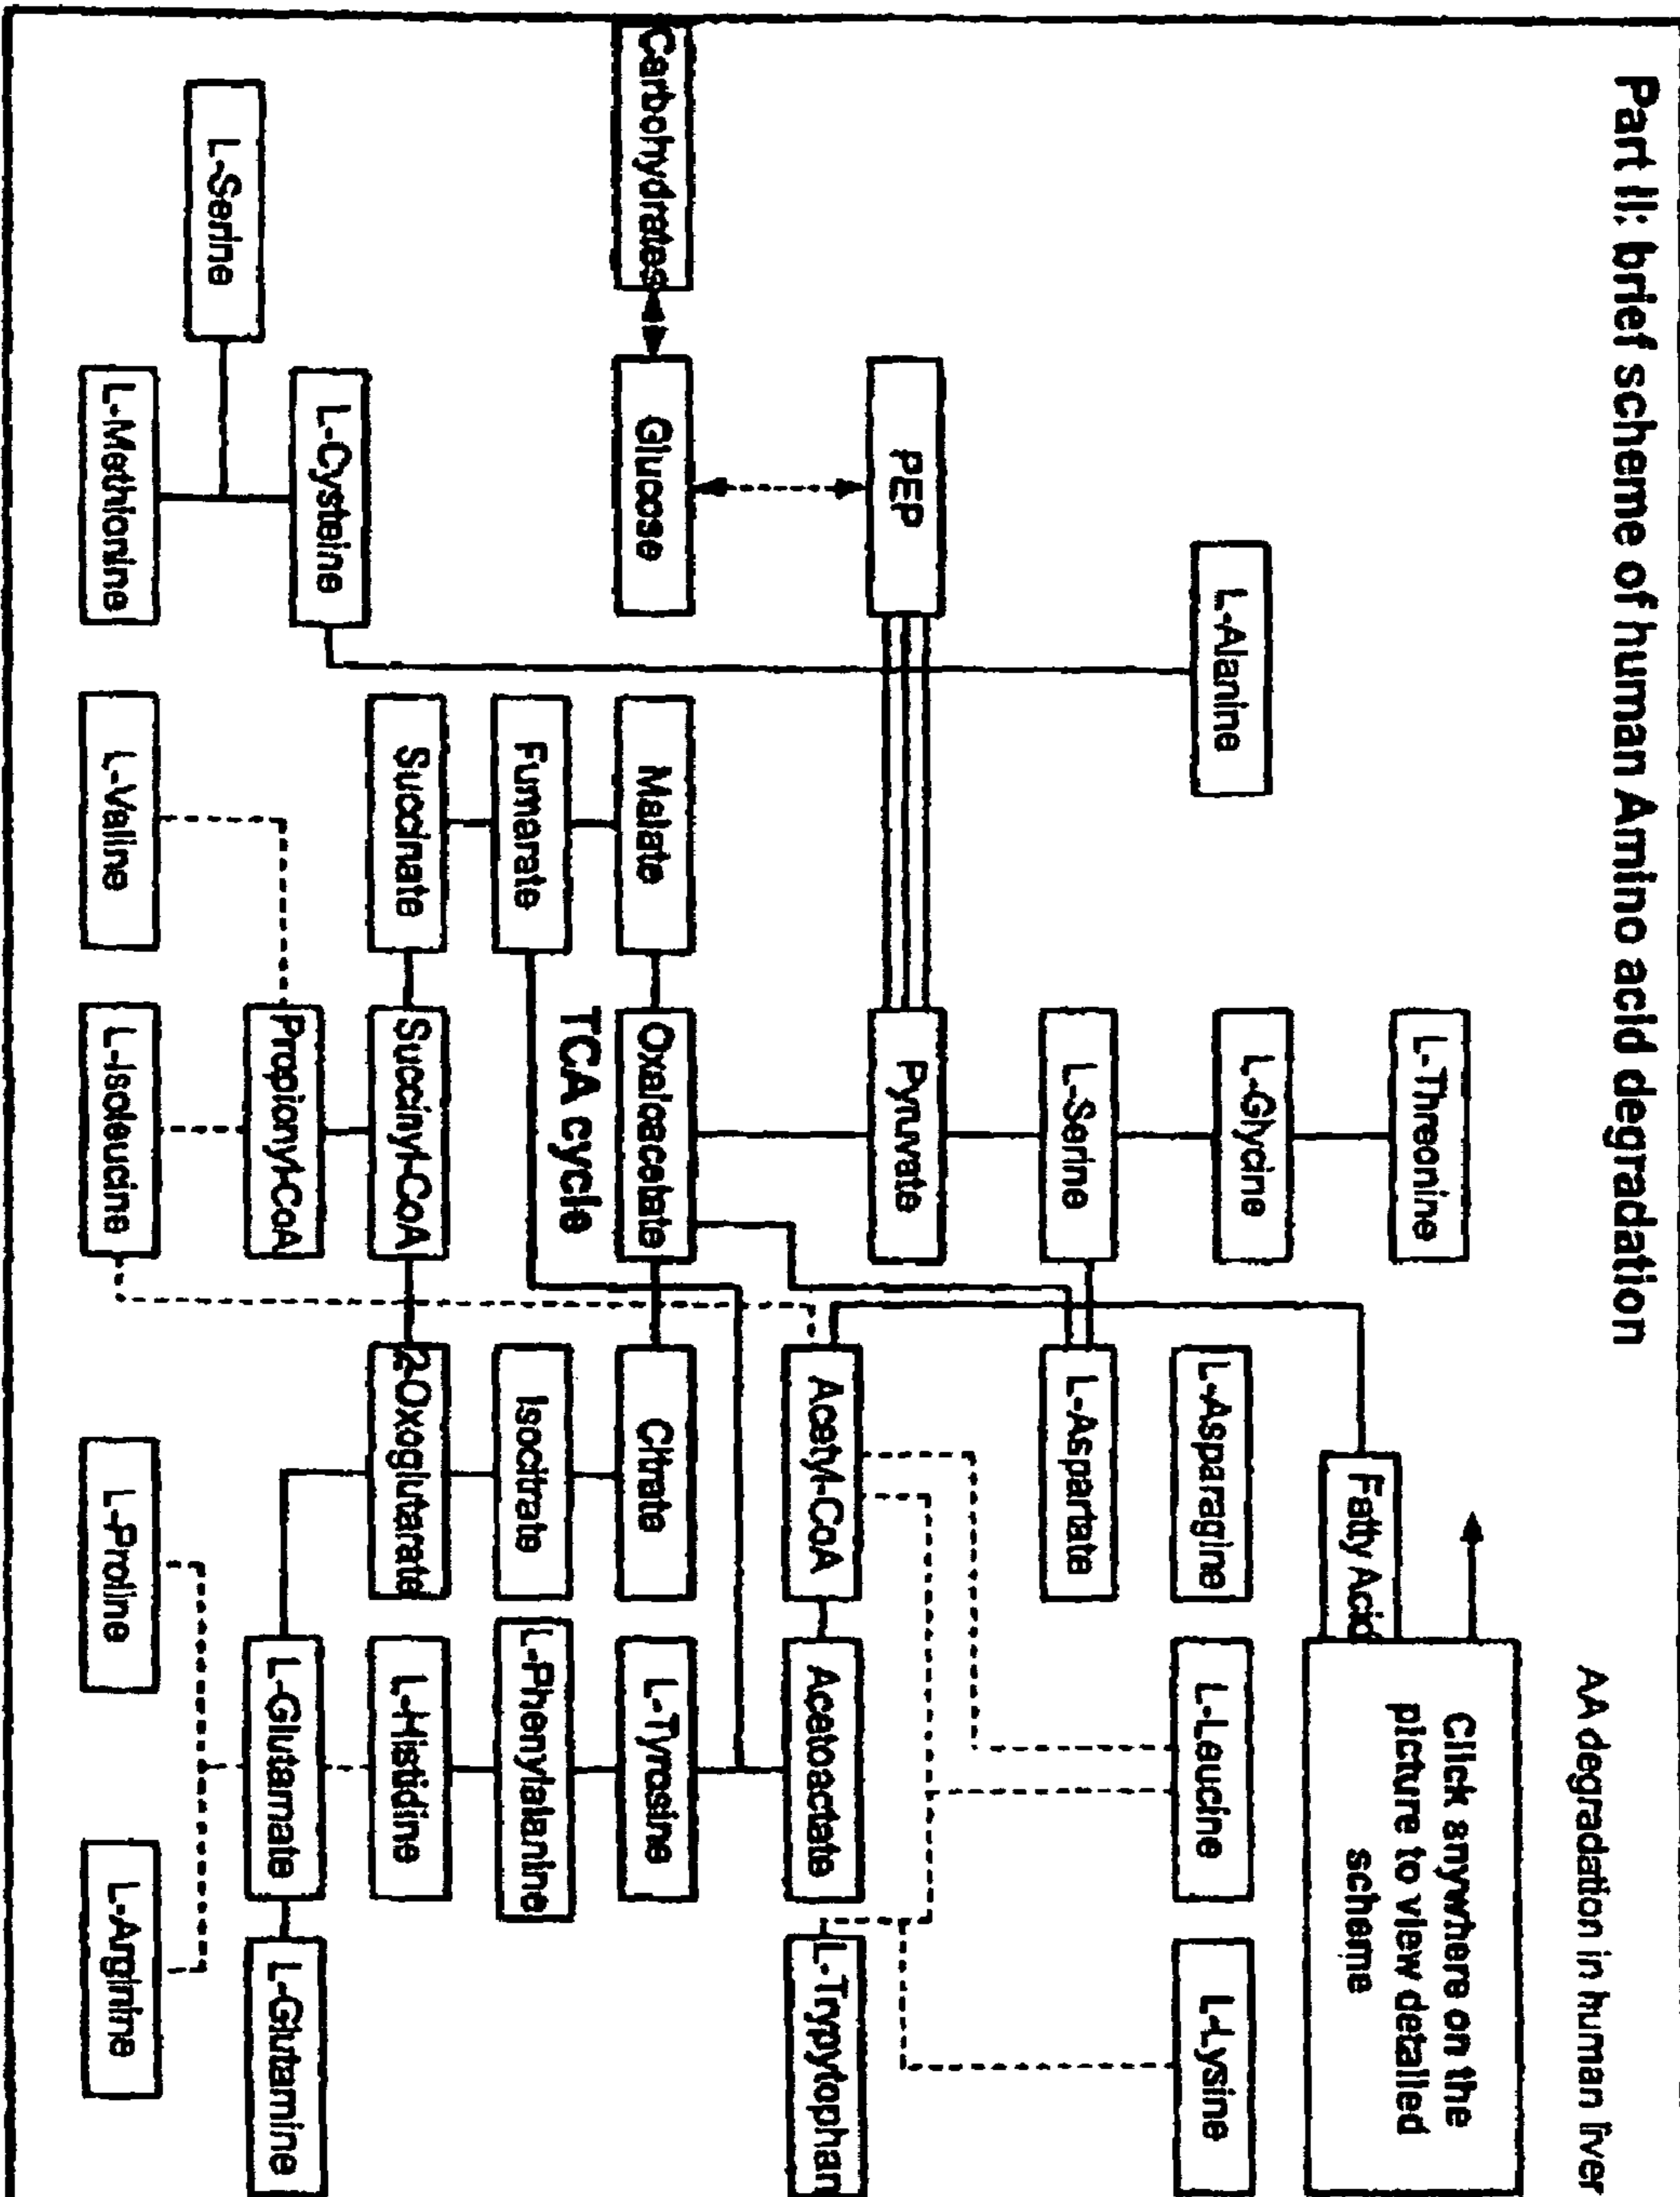 Part II: brief scheme of human Amino acid degradation
AA degradation in human liver
Click anywhere on the
picture to view detailed
scheme
L-Threonine
Fatty Acid
L-Alanine
L-Glycine
L-Asparagine
L-Leucine
L-Lysine
L-Serine
L-Aspartate
PEP
Pyruvate
Acetyl-CoA
Acetoactate
L-Trypytophan
Carbohydrates
Glucose
Malate
Oxaloacetate
Citrate
L-Tyrosine
TCA cycle
Fumarate
Isocitrate
L-Phenylalanine
Succinate
Succinyl-CoA
2-Oxoglutarate
L-Histidine
L-Cysteine
Propionyl-CoA
L-Glutamate
L-Glutamine
L-Serine
L-Methionine
L-Valine
L-Isoleucine
L-Proline
L-Arginine